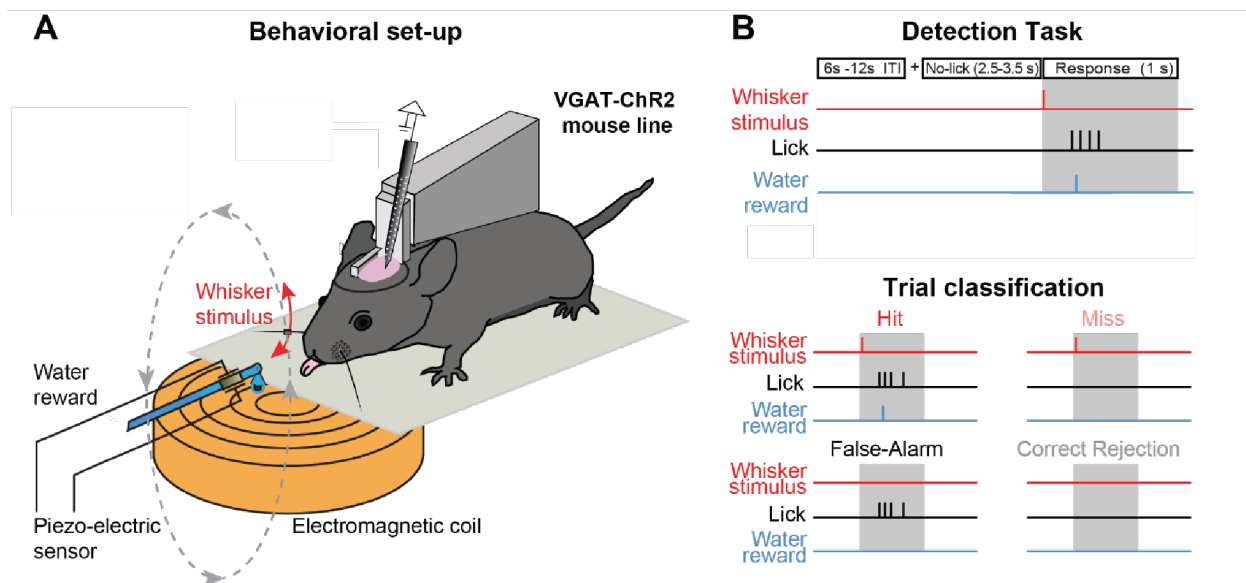 A
Behavioral set-up
VGAT-ChR2
mouse line
Whisker
stimulus
Water
reward
Piezo-electric
sensor
Electromagnetic coil
B
Detection Task
6s -12s ITI + No-lick (2.5-3.5 s) Response (1 s)
Whisker
stimulus
Lick
Water
reward
Trial classification
Hit
Miss
Whisker
stimulus
Lick
Water
reward
False-Alarm
Correct Rejection
Whisker
stimulus
Lick
Water
reward